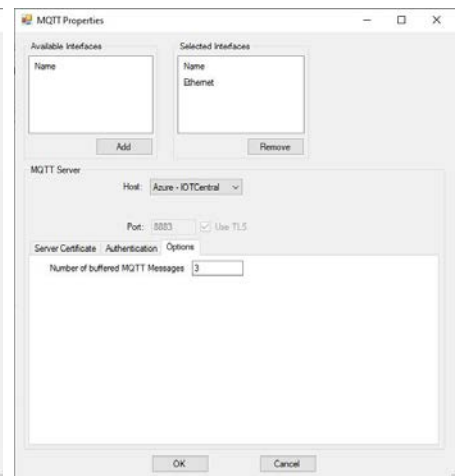 MQTT Properties
Available Interfaces
Name
Add
Selected Interfaces
Name
Ethernet
Remove
MQTT Server
Host: Azure - IOTCentral
Port: 8883 Use TLS
Server Certificate Authentication Options
Number of buffered MQTT Messages 3
OK Cancel